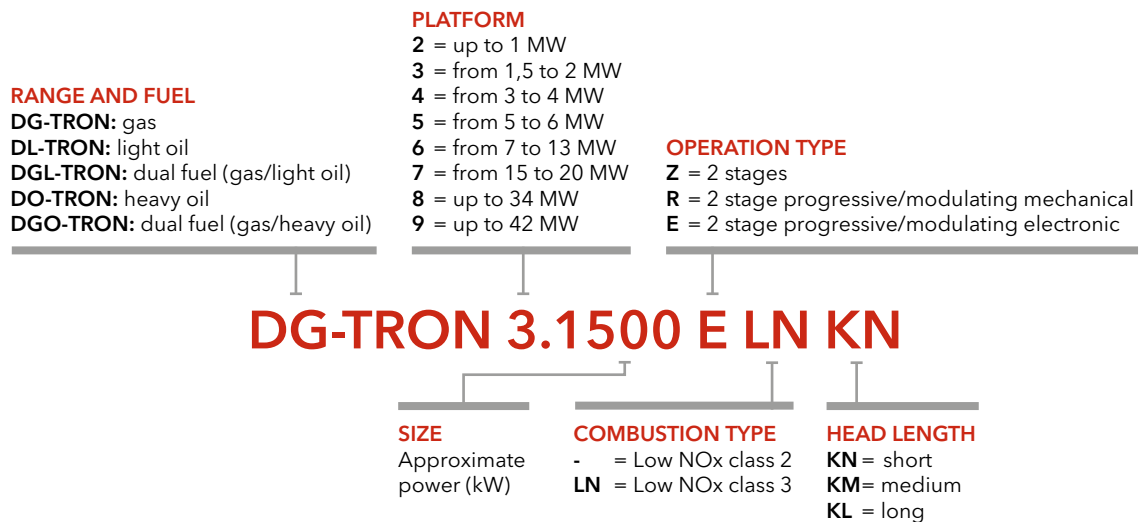 RANGE AND FUEL
DG-TRON: gas
DL-TRON: light oil
DGL-TRON: dual fuel (gas/light oil)
DO-TRON: heavy oil
DGO-TRON: dual fuel (gas/heavy oil)
PLATFORM
2 = up to 1 MW
3 = from 1,5 to 2 MW
4 = from 3 to 4 MW
5 = from 5 to 6 MW
6 = from 7 to 13 MW
7 = from 15 to 20 MW
8 = up to 34 MW
9 = up to 42 MW
OPERATION TYPE
Z = 2 stages
R = 2 stage progressive/modulating mechanical
E = 2 stage progressive/modulating electronic
DG-TRON 3.1500 E LN KN
SIZE
Approximate
power (kW)
COMBUSTION TYPE
- = Low NOx class 2
LN = Low NOx class 3
HEAD LENGTH
KN = short
KM= medium
KL = long